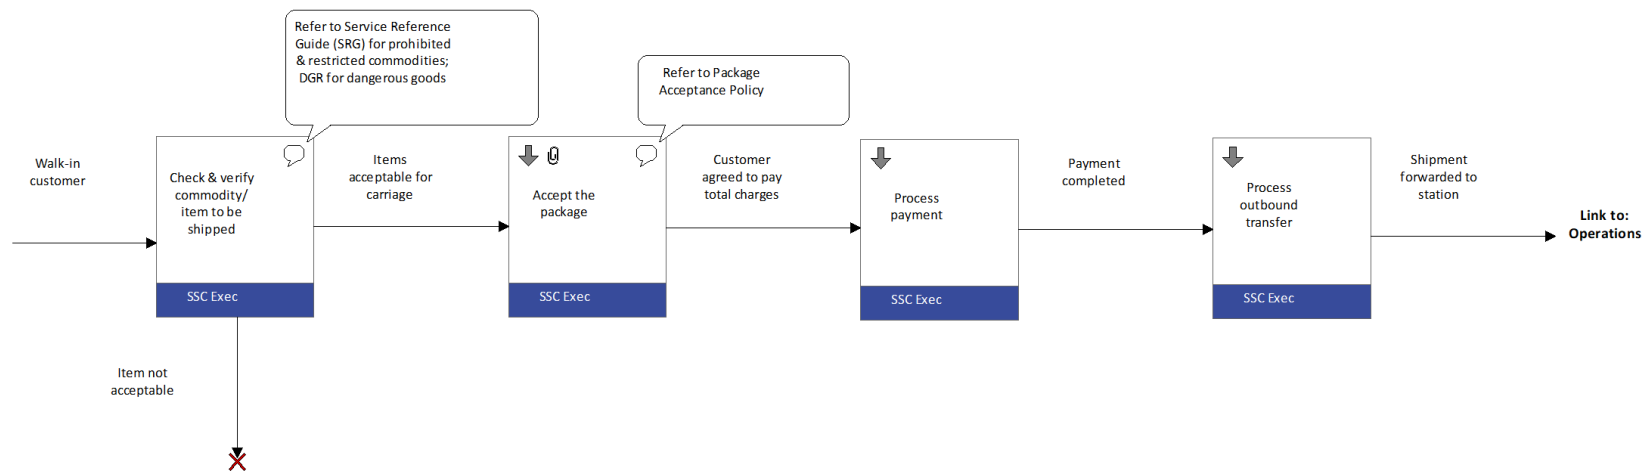 Refer to Service Reference
Guide (SRG) for prohibited
& restricted commodities;
DGR for dangerous goods
Refer to Package
Acceptance Policy
Walk-in
customer
Check & verify
commodity/
item to be
shipped
SSC Exec
Items
acceptable for
carriage
Accept the
package
SSC Exec
Customer
agreed to pay
total charges
Process
payment
SSC Exec
Payment
completed
Process
outbound
transfer
SSC Exec
Shipment
forwarded to
station
Link to:
Operations
Item not
acceptable